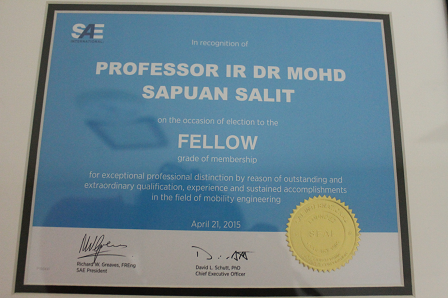 SAE
In recognition of
PROFESSOR IR DR MOHD
SAPUAN SALIT
on the occasion of election to the
FELLOW
grade of membership
for exceptional professional distinction by reason of outstanding and
extraordinary qualification, experience and sustained accomplishments
in the field of mobility engineering
April 21, 2015
Richard W. Greaves, FREng
SAE President
David L. Schutt, PhD
Chief Executive Officer